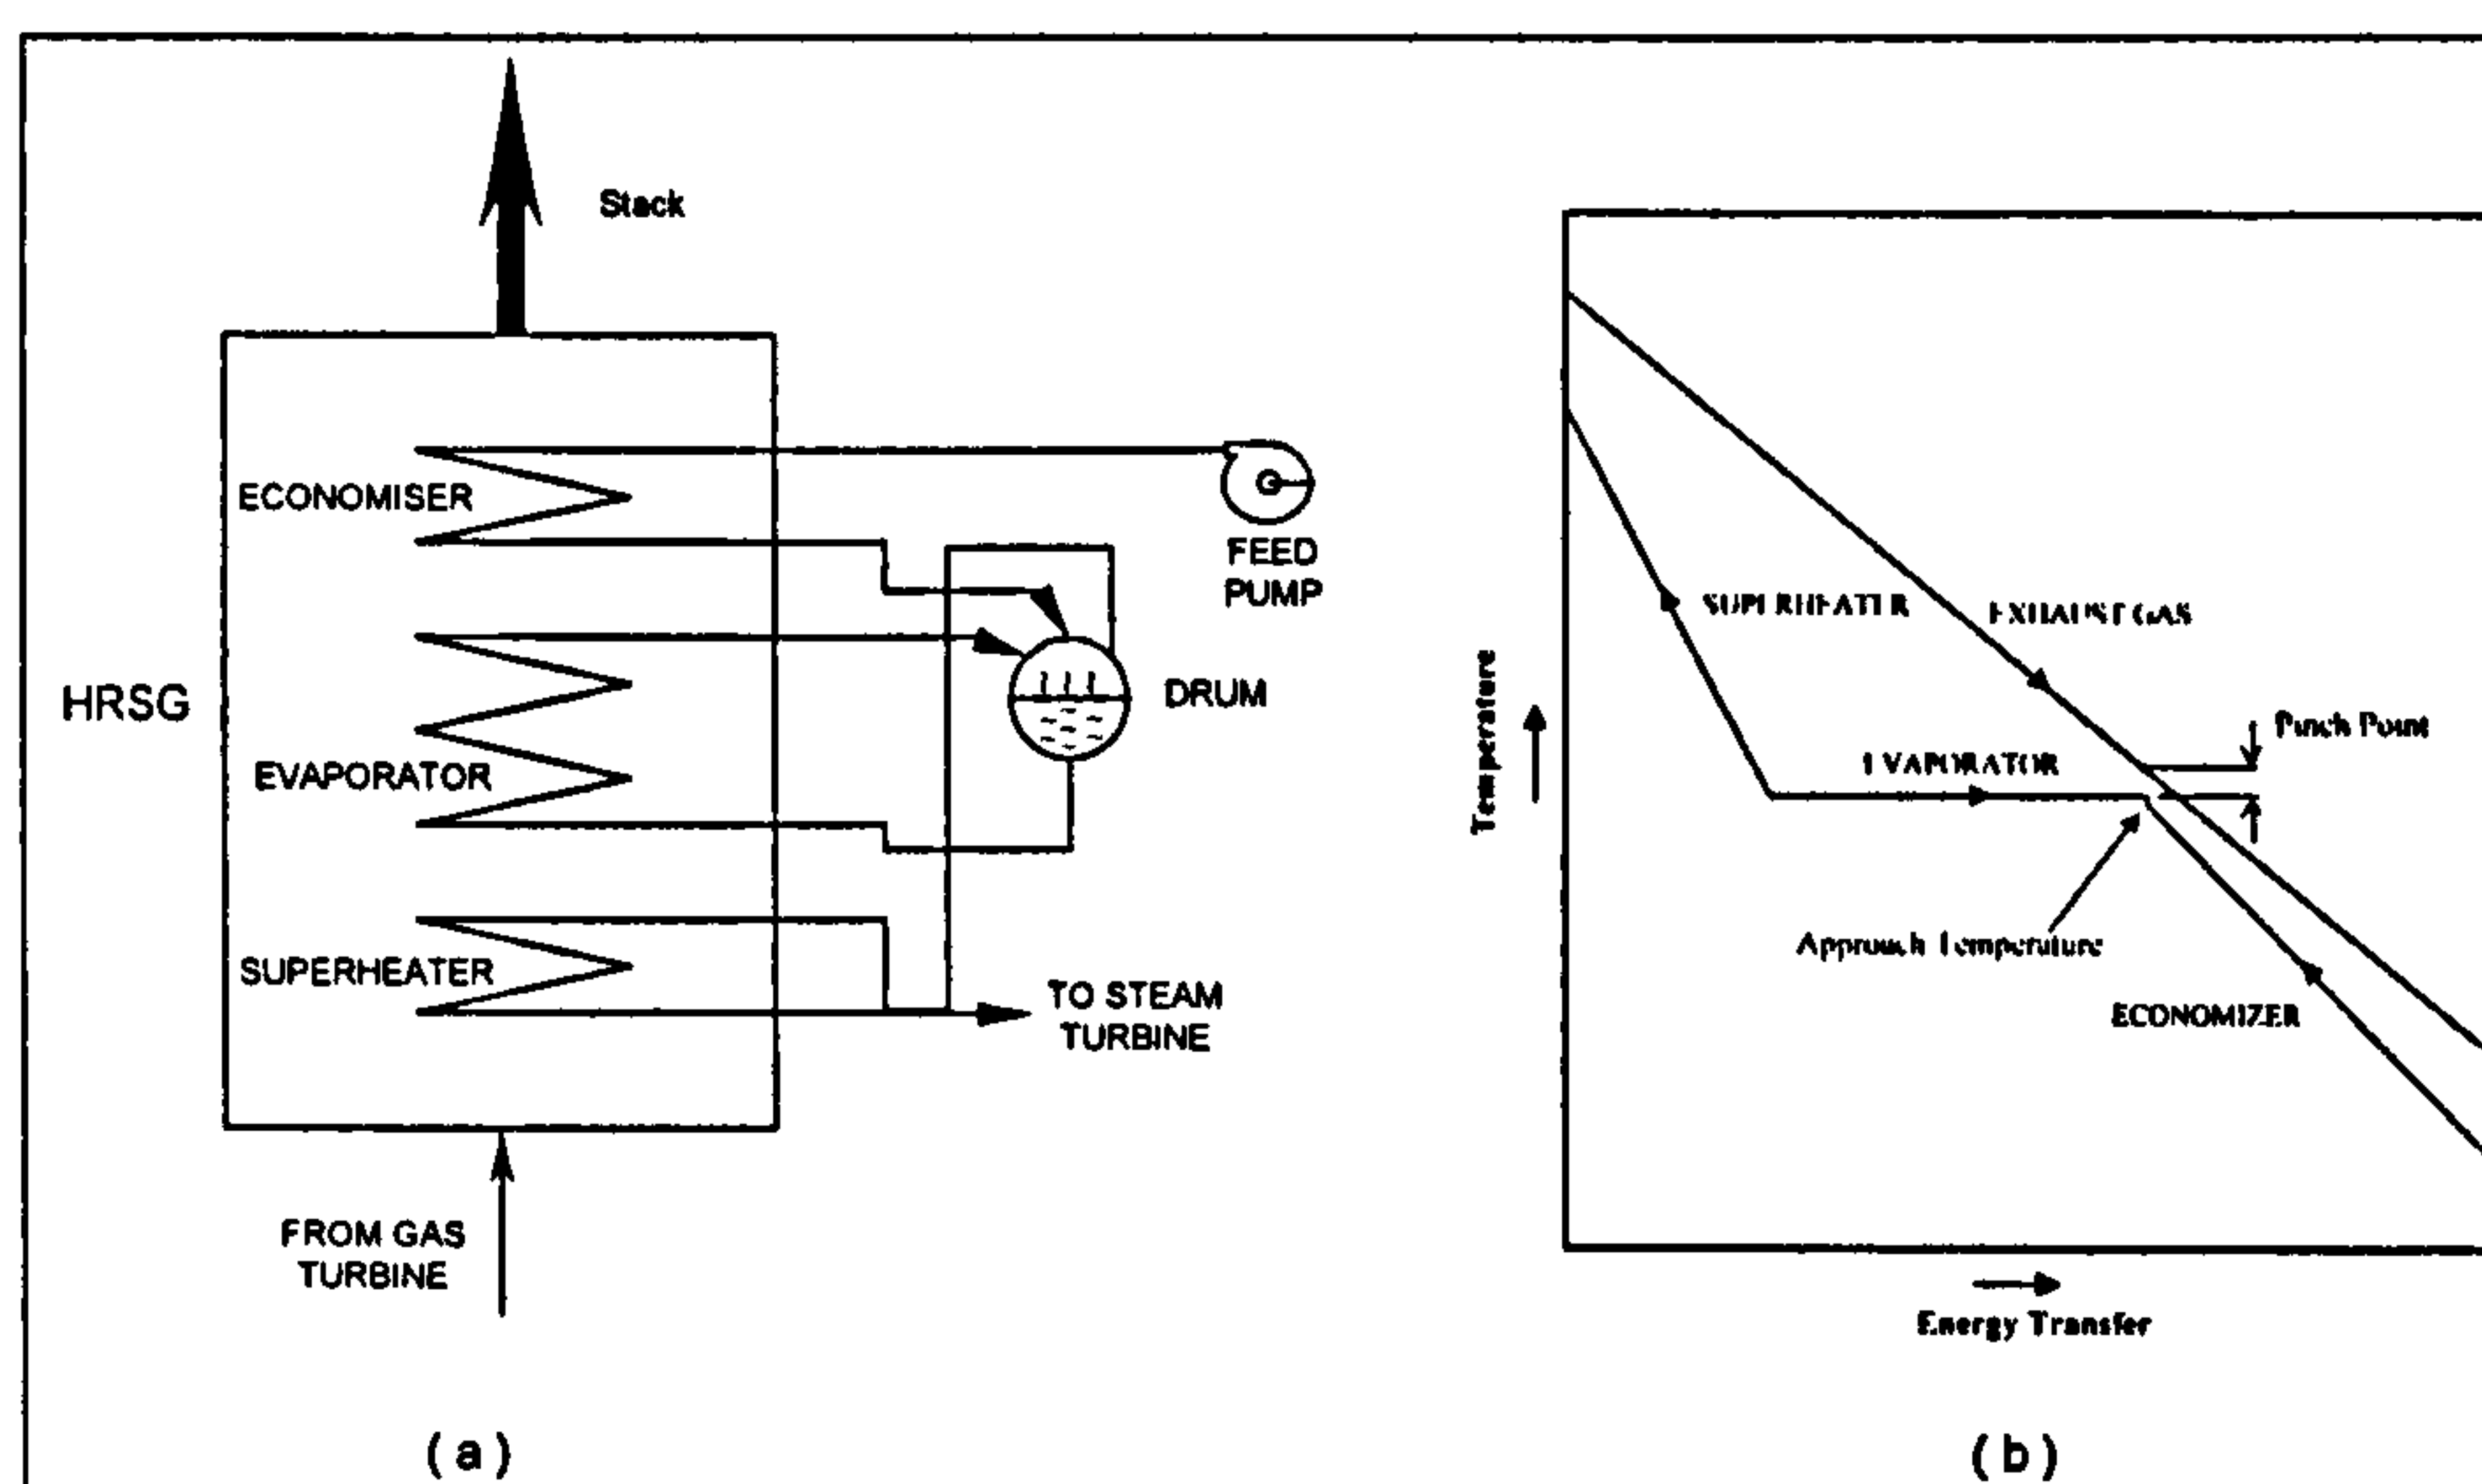 Stack
ECONOMISER
FEED
PUMP
HRSG
DRUM
EVAPORATOR
SUPERHEATER
TO STEAM
TURBINE
FROM GAS
TURBINE
(a)
SUPERHEATER
EXHAUST GAS
Temperature
Pinch Point
EVAPORATOR
Approach Temperature
ECONOMIZER
Energy Transfer
(b)